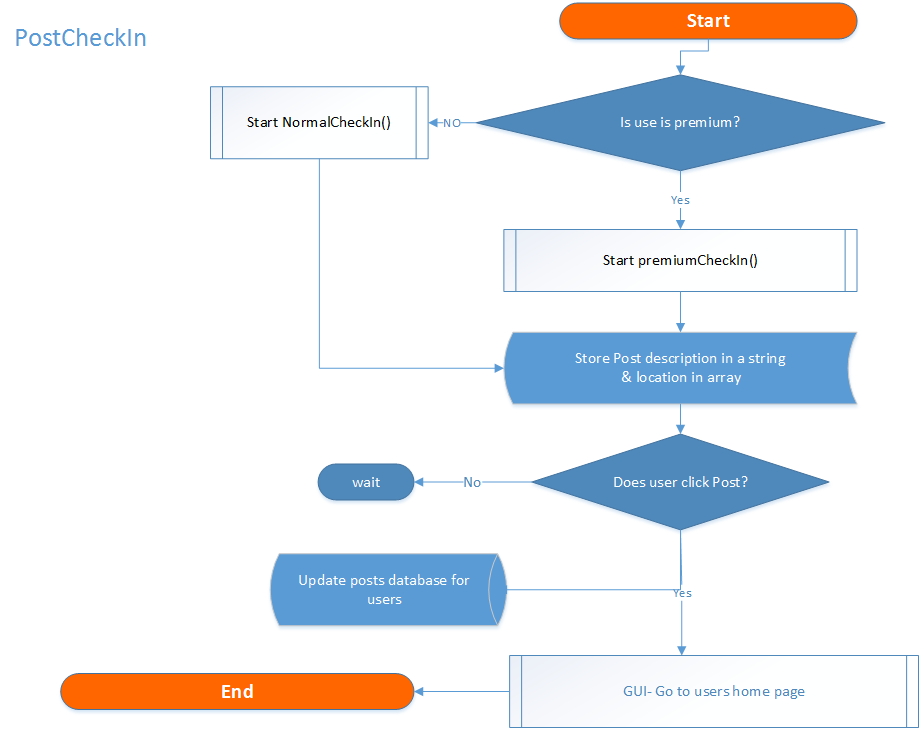 PostCheckIn
Start
Is use is premium?
NO
Start NormalCheckIn()
Yes
Start premiumCheckIn()
Store Post description in a string
& location in array
Does user click Post?
No
wait
Update posts database for
users
Yes
GUI- Go to users home page
End